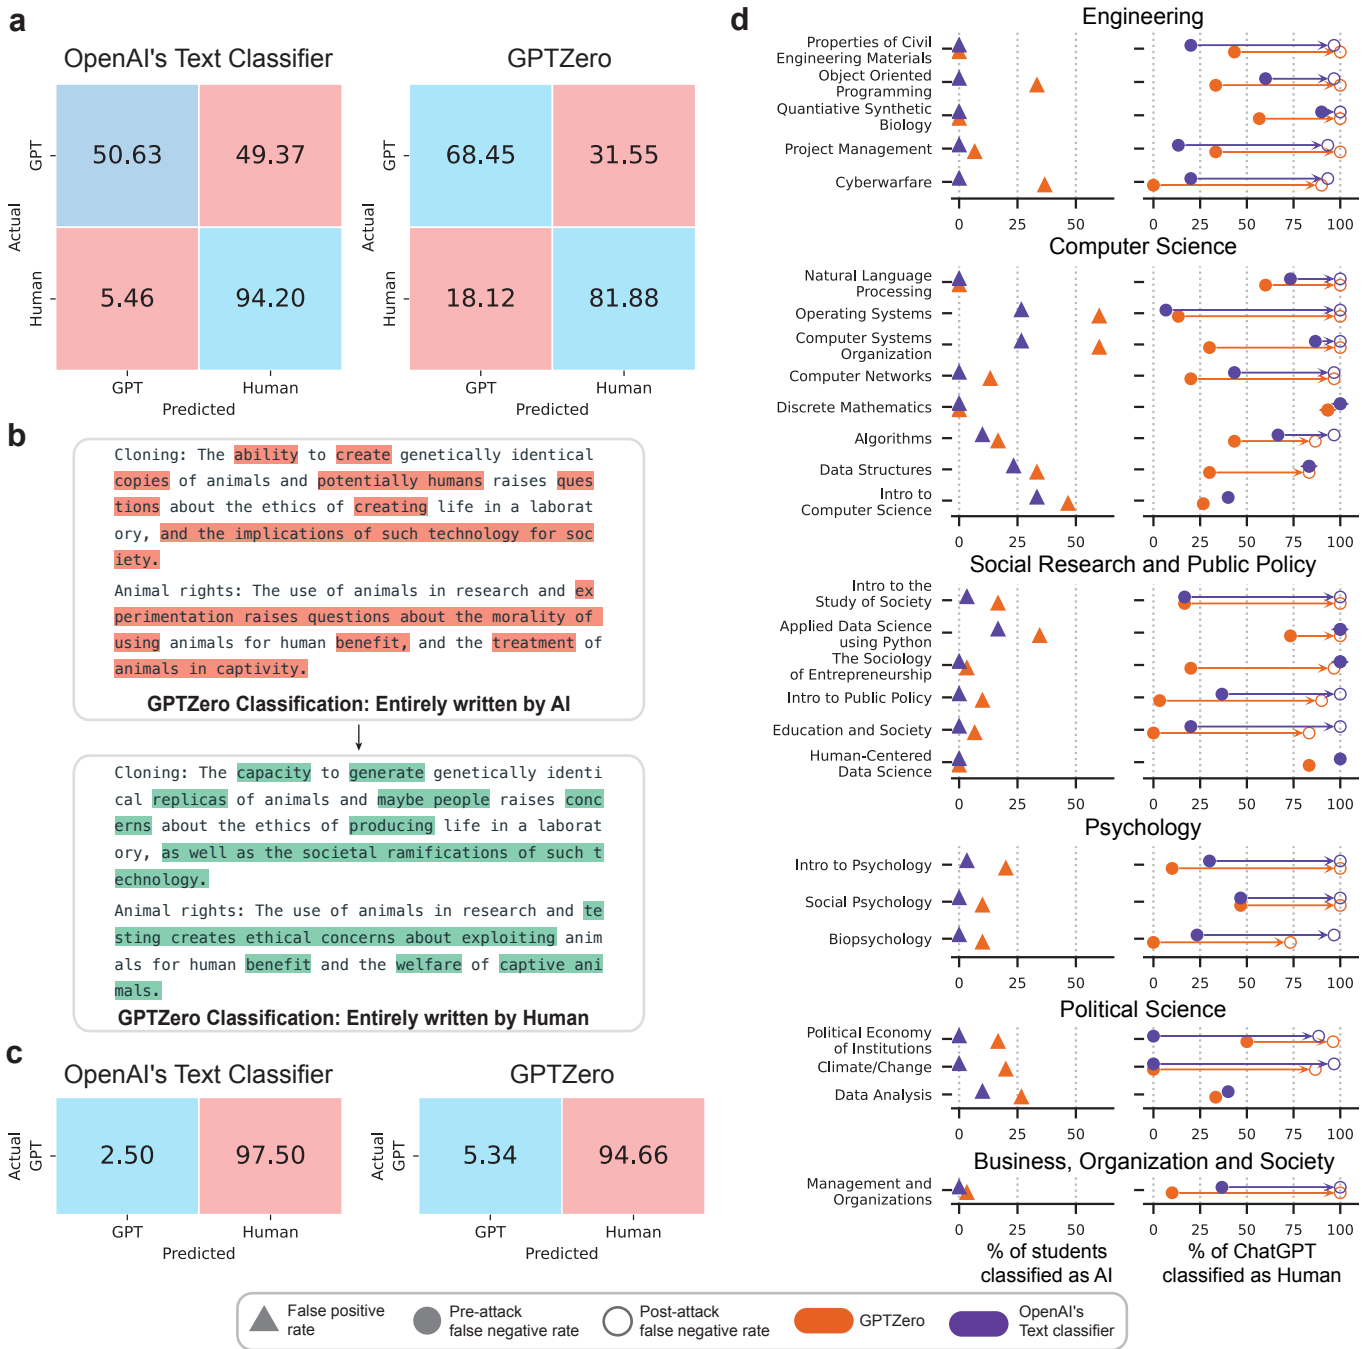 a
OpenAI's Text Classifier
GPTZero
Actual
GPT
50.63
49.37
Human
5.46
94.20
GPT
Human
Predicted
Actual
GPT
68.45
31.55
Human
18.12
81.88
GPT
Human
Predicted
b
Cloning: The ability to create genetically identical
copies of animals and potentially humans raises ques
tions about the ethics of creating life in a laborat
ory, and the implications of such technology for soc
iety.
Animal rights: The use of animals in research and ex
perimentation raises questions about the morality of
using animals for human benefit, and the treatment of
animals in captivity.
GPTZero Classification: Entirely written by AI
Cloning: The capacity to generate genetically identi
cal replicas of animals and maybe people raises conc
erns about the ethics of producing life in a laborat
ory, as well as the societal ramifications of such t
echnology.
Animal rights: The use of animals in research and te
sting creates ethical concerns about exploiting anim
als for human benefit and the welfare of captive ani
mals.
GPTZero Classification: Entirely written by Human
c
OpenAI's Text Classifier
GPTZero
Actual
GPT
2.50
97.50
GPT
Human
Predicted
Actual
GPT
5.34
94.66
GPT
Human
Predicted
d
Engineering
Properties of Civil
Engineering Materials
Object Oriented
Programming
Quantiative Synthetic
Biology
Project Management
Cyberwarfare
0 25 50
0 25 50 75 100
Computer Science
Natural Language
Processing
Operating Systems
Computer Systems
Organization
Computer Networks
Discrete Mathematics
Algorithms
Data Structures
Intro to
Computer Science
0 25 50
0 25 50 75 100
Social Research and Public Policy
Intro to the
Study of Society
Applied Data Science
using Python
The Sociology
of Entrepreneurship
Intro to Public Policy
Education and Society
Human-Centered
Data Science
0 25 50
0 25 50 75 100
Psychology
Intro to Psychology
Social Psychology
Biopsychology
0 25 50
0 25 50 75 100
Political Science
Political Economy
of Institutions
Climate/Change
Data Analysis
0 25 50
0 25 50 75 100
Business, Organization and Society
Management and
Organizations
0 25 50
0 25 50 75 100
% of students
classified as AI
% of ChatGPT
classified as Human
False positive
rate
Pre-attack
false negative rate
Post-attack
false negative rate
GPTZero
OpenAI's
Text classifier